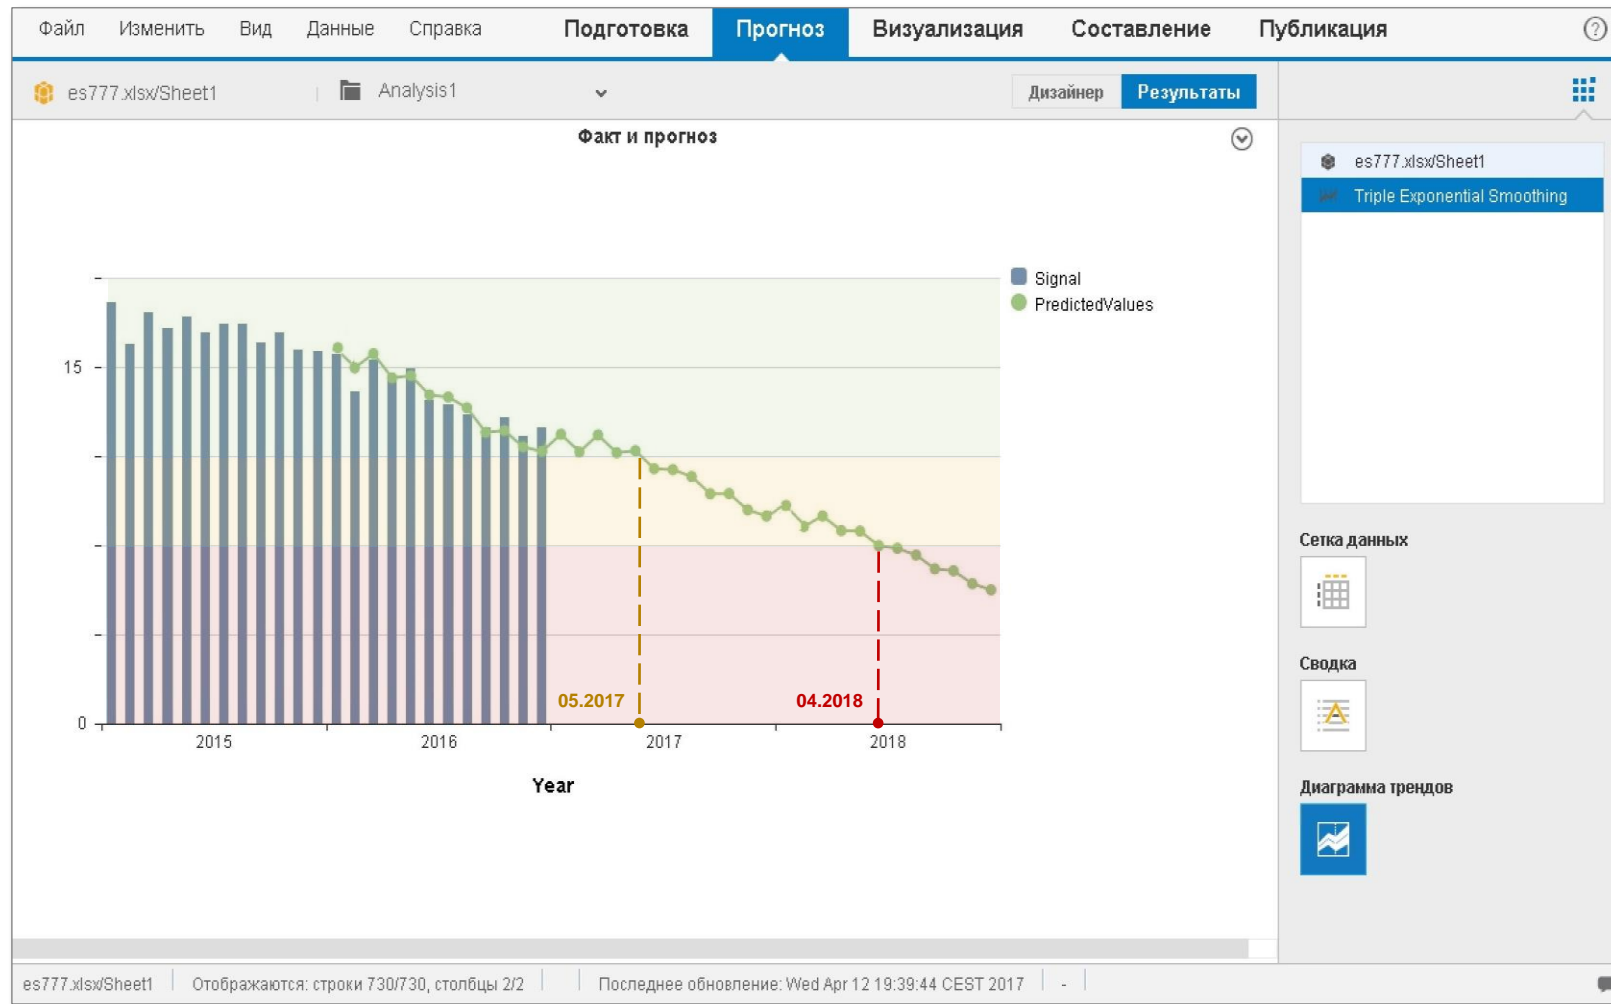 Файл Изменить Вид Данные Справка Подготовка Прогноз Визуализация Составление Публикация ?
es777.xlsx/Sheet1 Analysis1 Дизайнер Результаты
Факт и прогноз
es777.xlsx/Sheet1
Triple Exponential Smoothing
Signal
PredictedValues
15
0
05.2017
04.2018
2015 2016 2017 2018
Year
Сетка данных
Сводка
Диаграмма трендов
es777.xlsx/Sheet1 Отображаются: строки 730/730, столбцы 2/2 Последнее обновление: Wed Apr 12 19:39:44 CEST 2017 -